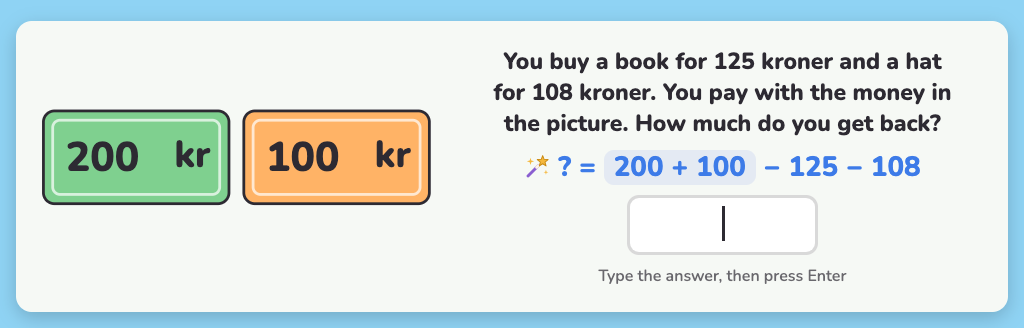 200 kr
100 kr
You buy a book for 125 kroner and a hat
for 108 kroner. You pay with the money in
the picture. How much do you get back?
? = 200 + 100 − 125 − 108
Type the answer, then press Enter